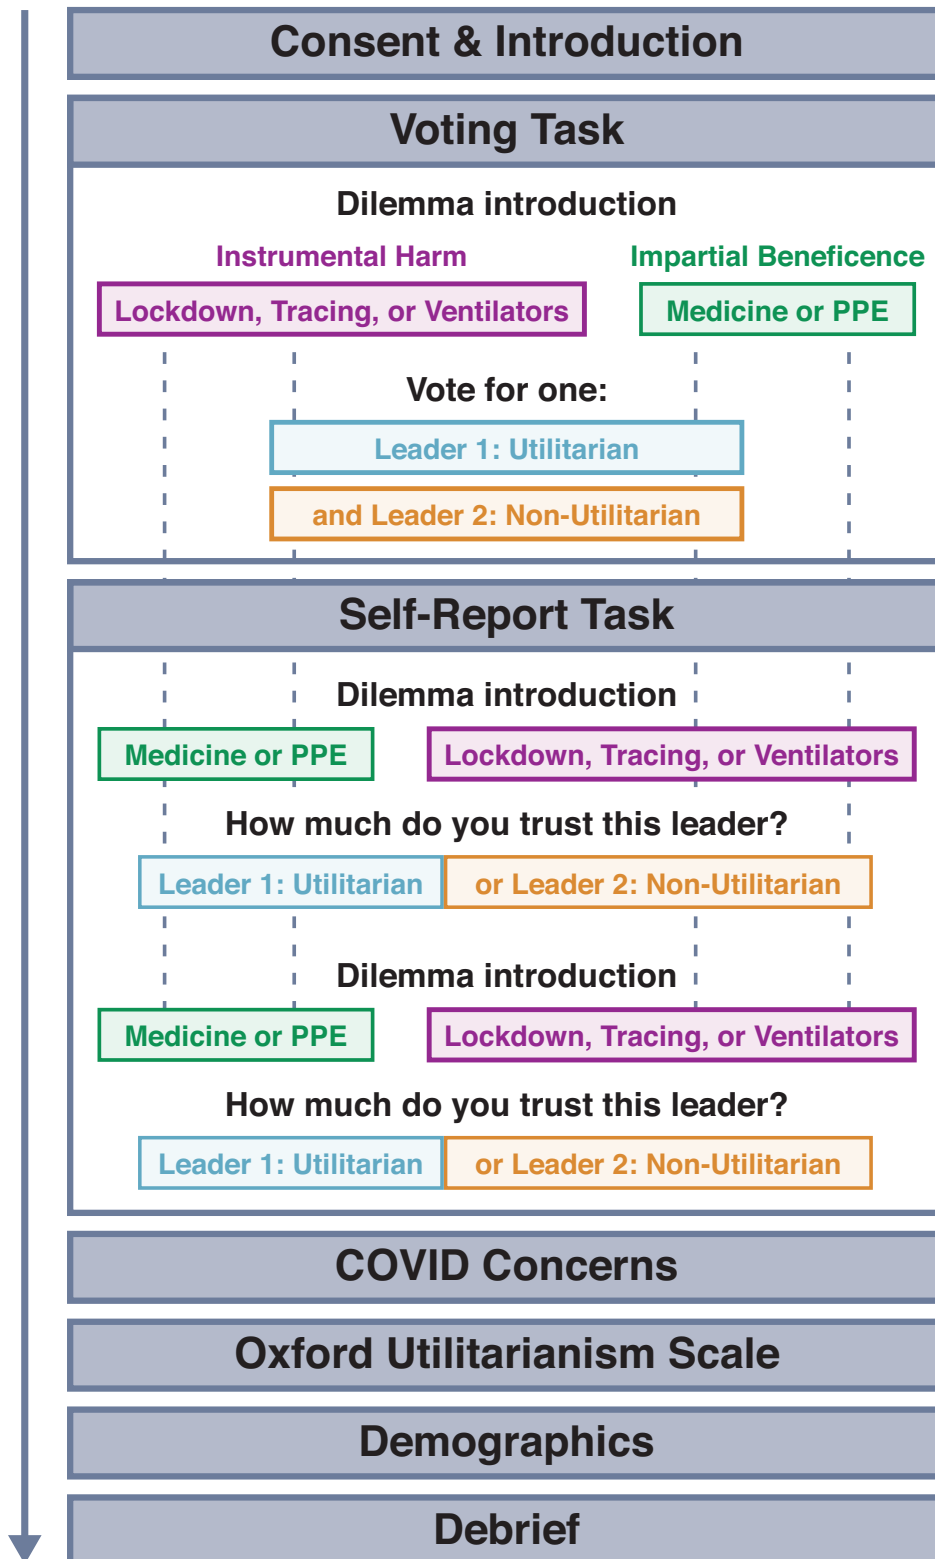 Consent & Introduction
Voting Task
Dilemma introduction
Instrumental Harm
Impartial Beneficence
Lockdown, Tracing, or Ventilators
Medicine or PPE
Vote for one:
Leader 1: Utilitarian
and Leader 2: Non-Utilitarian
Self-Report Task
Dilemma introduction
Medicine or PPE
Lockdown, Tracing, or Ventilators
How much do you trust this leader?
Leader 1: Utilitarian
or Leader 2: Non-Utilitarian
Dilemma introduction
Medicine or PPE
Lockdown, Tracing, or Ventilators
How much do you trust this leader?
Leader 1: Utilitarian
or Leader 2: Non-Utilitarian
COVID Concerns
Oxford Utilitarianism Scale
Demographics
Debrief